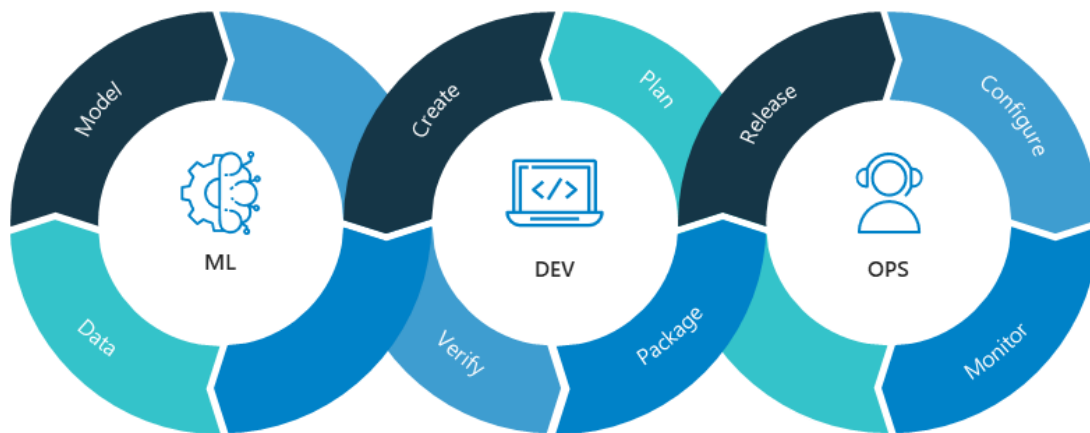 Model
Data
ML
Create
Plan
Verify
Package
DEV
Release
Configure
Monitor
OPS